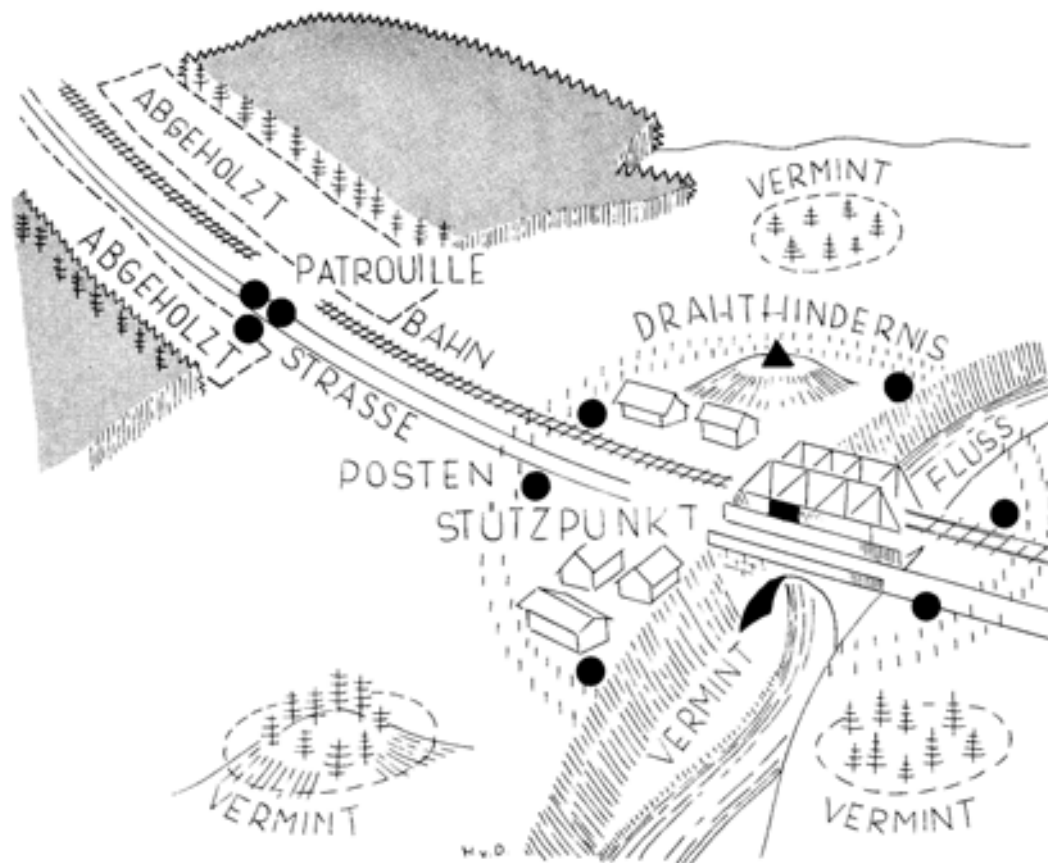 ABGEHOLZT
VERMINT
ABGEHOLZT
PATROUILLE
BAHN
DRAHTHINDERNIS
STRASSE
FLUSS
POSTEN
STÜTZPUNKT
VERMINT
VERMINT
VERMINT
H.v.D.